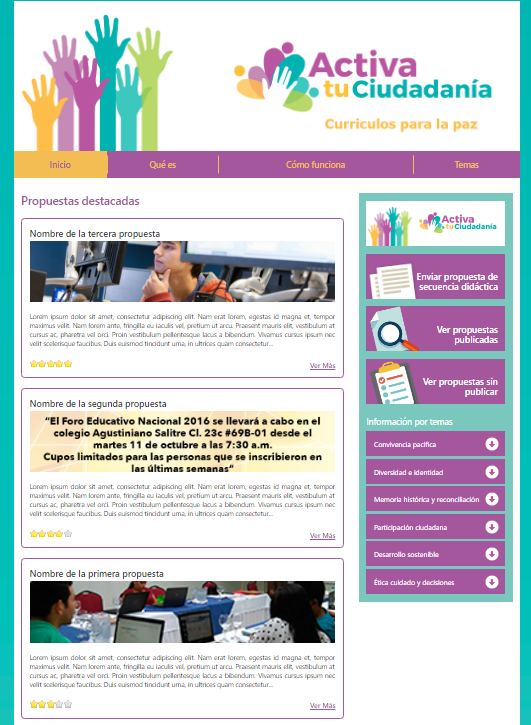 Activa
tu Ciudadanía
Curriculos para la paz
Inicio
Qué es
Cómo funciona
Temas
Propuestas destacadas
Nombre de la tercera propuesta
Lorem ipsum dolor sit amet, consectetur adipiscing elit. Nam erat lorem, egestas id magna et, tempor
maximus velit. Nam lorem ante, fringilla eu iaculis vel, pretium ut arcu. Praesent mauris elit, vestibulum at
cursus ac, pharetra vel orci. Proin vestibulum pellentesque lacus a bibendum. Vivamus cursus ipsum nec
velit scelerisque faucibus. Duis euismod tincidunt urna, in ultrices quam consectetur...
Ver Más
Nombre de la segunda propuesta
“El Foro Educativo Nacional 2016 se llevará a cabo en el
colegio Agustiniano Salitre Cl. 23c #69B-01 desde el
martes 11 de octubre a las 7:30 a.m.
Cupos limitados para las personas que se inscribieron en
las últimas semanas“
Lorem ipsum dolor sit amet, consectetur adipiscing elit. Nam erat lorem, egestas id magna et, tempor
maximus velit. Nam lorem ante, fringilla eu iaculis vel, pretium ut arcu. Praesent mauris elit, vestibulum at
cursus ac, pharetra vel orci. Proin vestibulum pellentesque lacus a bibendum. Vivamus cursus ipsum nec
velit scelerisque faucibus. Duis euismod tincidunt urna, in ultrices quam consectetur...
Ver Más
Nombre de la primera propuesta
Lorem ipsum dolor sit amet, consectetur adipiscing elit. Nam erat lorem, egestas id magna et, tempor
maximus velit. Nam lorem ante, fringilla eu iaculis vel, pretium ut arcu. Praesent mauris elit, vestibulum at
cursus ac, pharetra vel orci. Proin vestibulum pellentesque lacus a bibendum. Vivamus cursus ipsum nec
velit scelerisque faucibus. Duis euismod tincidunt urna, in ultrices quam consectetur...
Ver Más
Activa
tu Ciudadanía
Enviar propuesta de
secuencia didáctica
Ver propuestas
publicadas
Ver propuestas sin
publicar
Información por temas
Convivencia pacifica
Diversidad e Identidad
Memoria histórica y reconciliación
Participación ciudadana
Desarrollo sostenible
Ética cuidado y decisiones